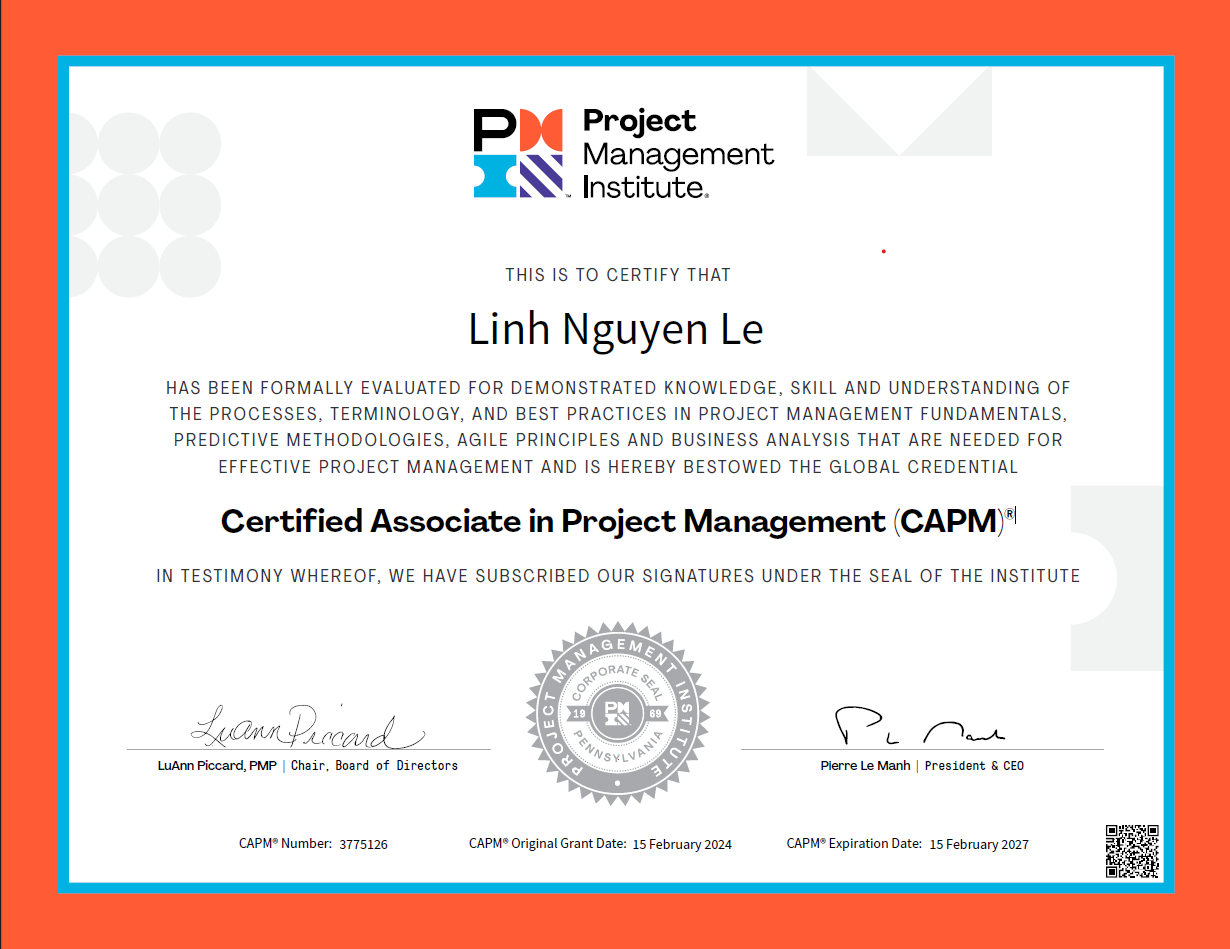 PM
Project
Management
Institute®
™
THIS IS TO CERTIFY THAT
Linh Nguyen Le
HAS BEEN FORMALLY EVALUATED FOR DEMONSTRATED KNOWLEDGE, SKILL AND UNDERSTANDING OF
THE PROCESSES, TERMINOLOGY, AND BEST PRACTICES IN PROJECT MANAGEMENT FUNDAMENTALS,
PREDICTIVE METHODOLOGIES, AGILE PRINCIPLES AND BUSINESS ANALYSIS THAT ARE NEEDED FOR
EFFECTIVE PROJECT MANAGEMENT AND IS HEREBY BESTOWED THE GLOBAL CREDENTIAL
Certified Associate in Project Management (CAPM)®
IN TESTIMONY WHEREOF, WE HAVE SUBSCRIBED OUR SIGNATURES UNDER THE SEAL OF THE INSTITUTE
PROJECT MANAGEMENT INSTITUTE
CORPORATE SEAL
19 PMI 69
PENNSYLVANIA
LuAnn Piccard
LuAnn Piccard, PMP | Chair, Board of Directors
Pierre Le Manh | President & CEO
CAPM® Number: 3775126
CAPM® Original Grant Date: 15 February 2024
CAPM® Expiration Date: 15 February 2027